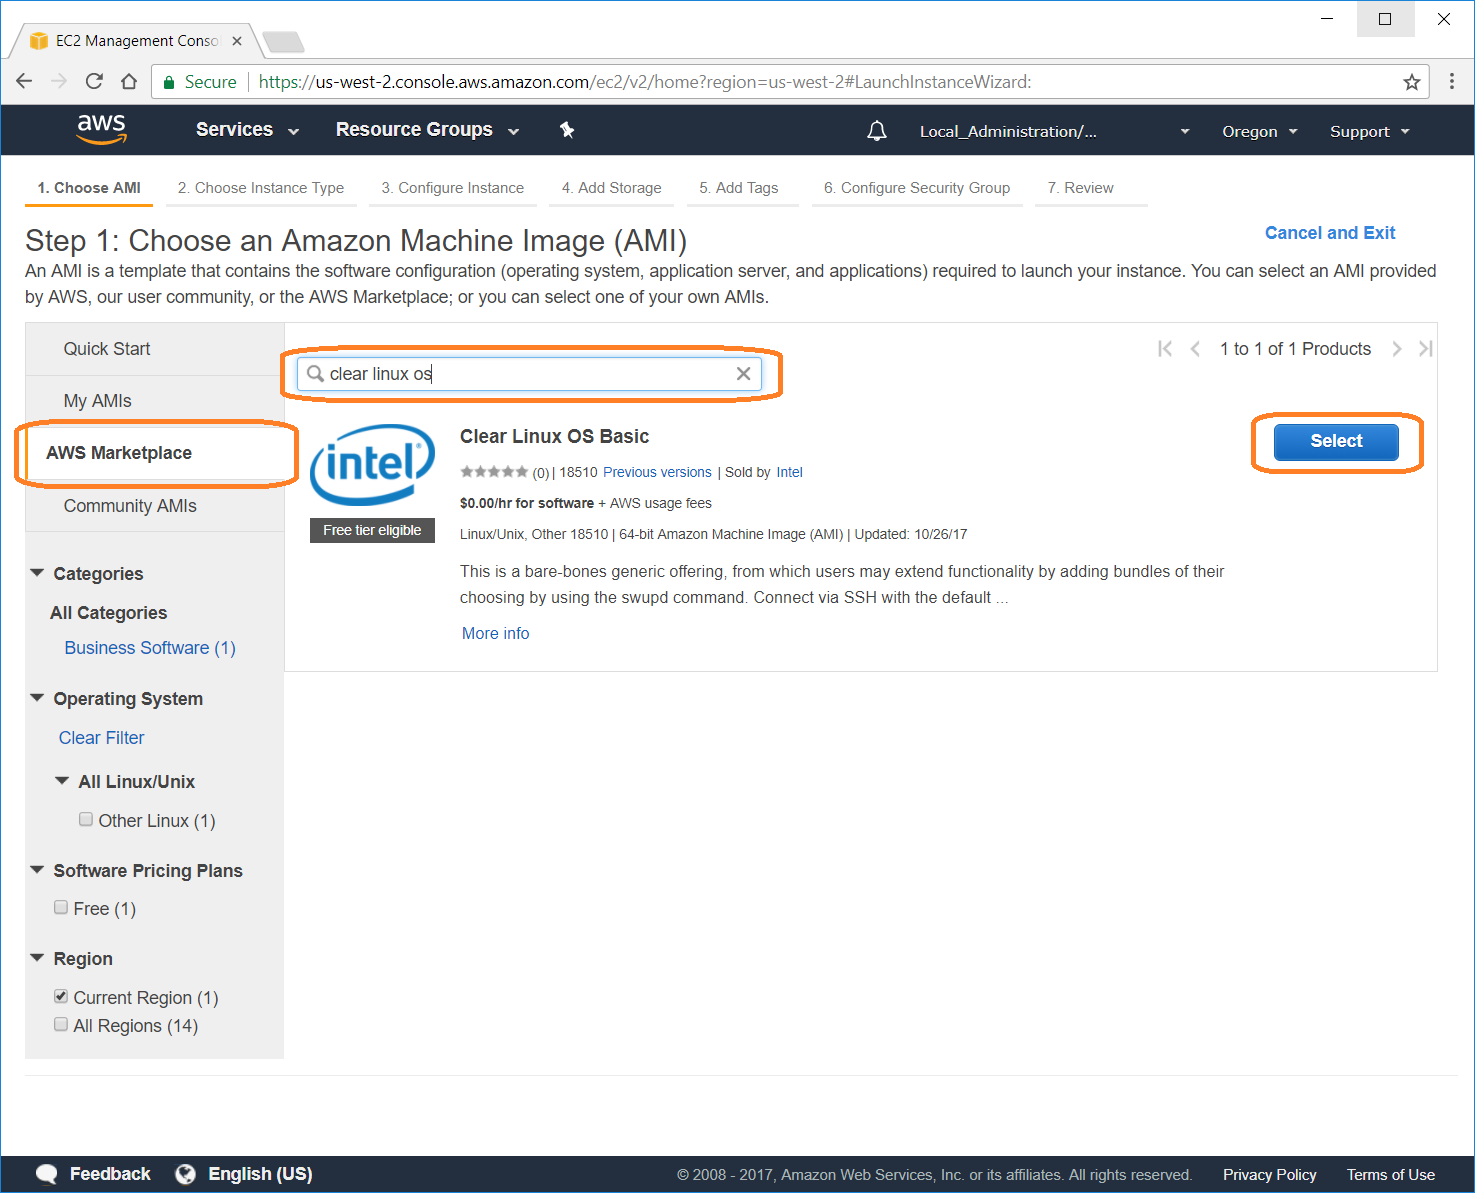 EC2 Management Conso
Secure https://us-west-2.console.aws.amazon.com/ec2/v2/home?region=us-west-2#LaunchInstanceWizard:
aws Services Resource Groups Local_Administration/... Oregon Support
1. Choose AMI 2. Choose Instance Type 3. Configure Instance 4. Add Storage 5. Add Tags 6. Configure Security Group 7. Review
Step 1: Choose an Amazon Machine Image (AMI)
Cancel and Exit
An AMI is a template that contains the software configuration (operating system, application server, and applications) required to launch your instance. You can select an AMI provided
by AWS, our user community, or the AWS Marketplace; or you can select one of your own AMIs.
Quick Start
My AMIs
AWS Marketplace
Community AMIs
Categories
All Categories
Business Software (1)
Operating System
Clear Filter
All Linux/Unix
Other Linux (1)
Software Pricing Plans
Free (1)
Region
Current Region (1)
All Regions (14)
1 to 1 of 1 Products
clear linux os
intel
Free tier eligible
Clear Linux OS Basic
Select
(0) | 18510 Previous versions | Sold by Intel
$0.00/hr for software + AWS usage fees
Linux/Unix, Other 18510 | 64-bit Amazon Machine Image (AMI) | Updated: 10/26/17
This is a bare-bones generic offering, from which users may extend functionality by adding bundles of their
choosing by using the swupd command. Connect via SSH with the default ...
More info
Feedback English (US) © 2008 - 2017, Amazon Web Services, Inc. or its affiliates. All rights reserved. Privacy Policy Terms of Use